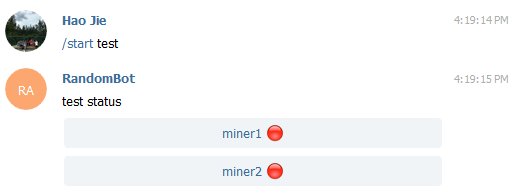 Hao Jie 4:19:14 PM
/start test
RandomBot 4:19:15 PM
RA
test status
miner1
miner2